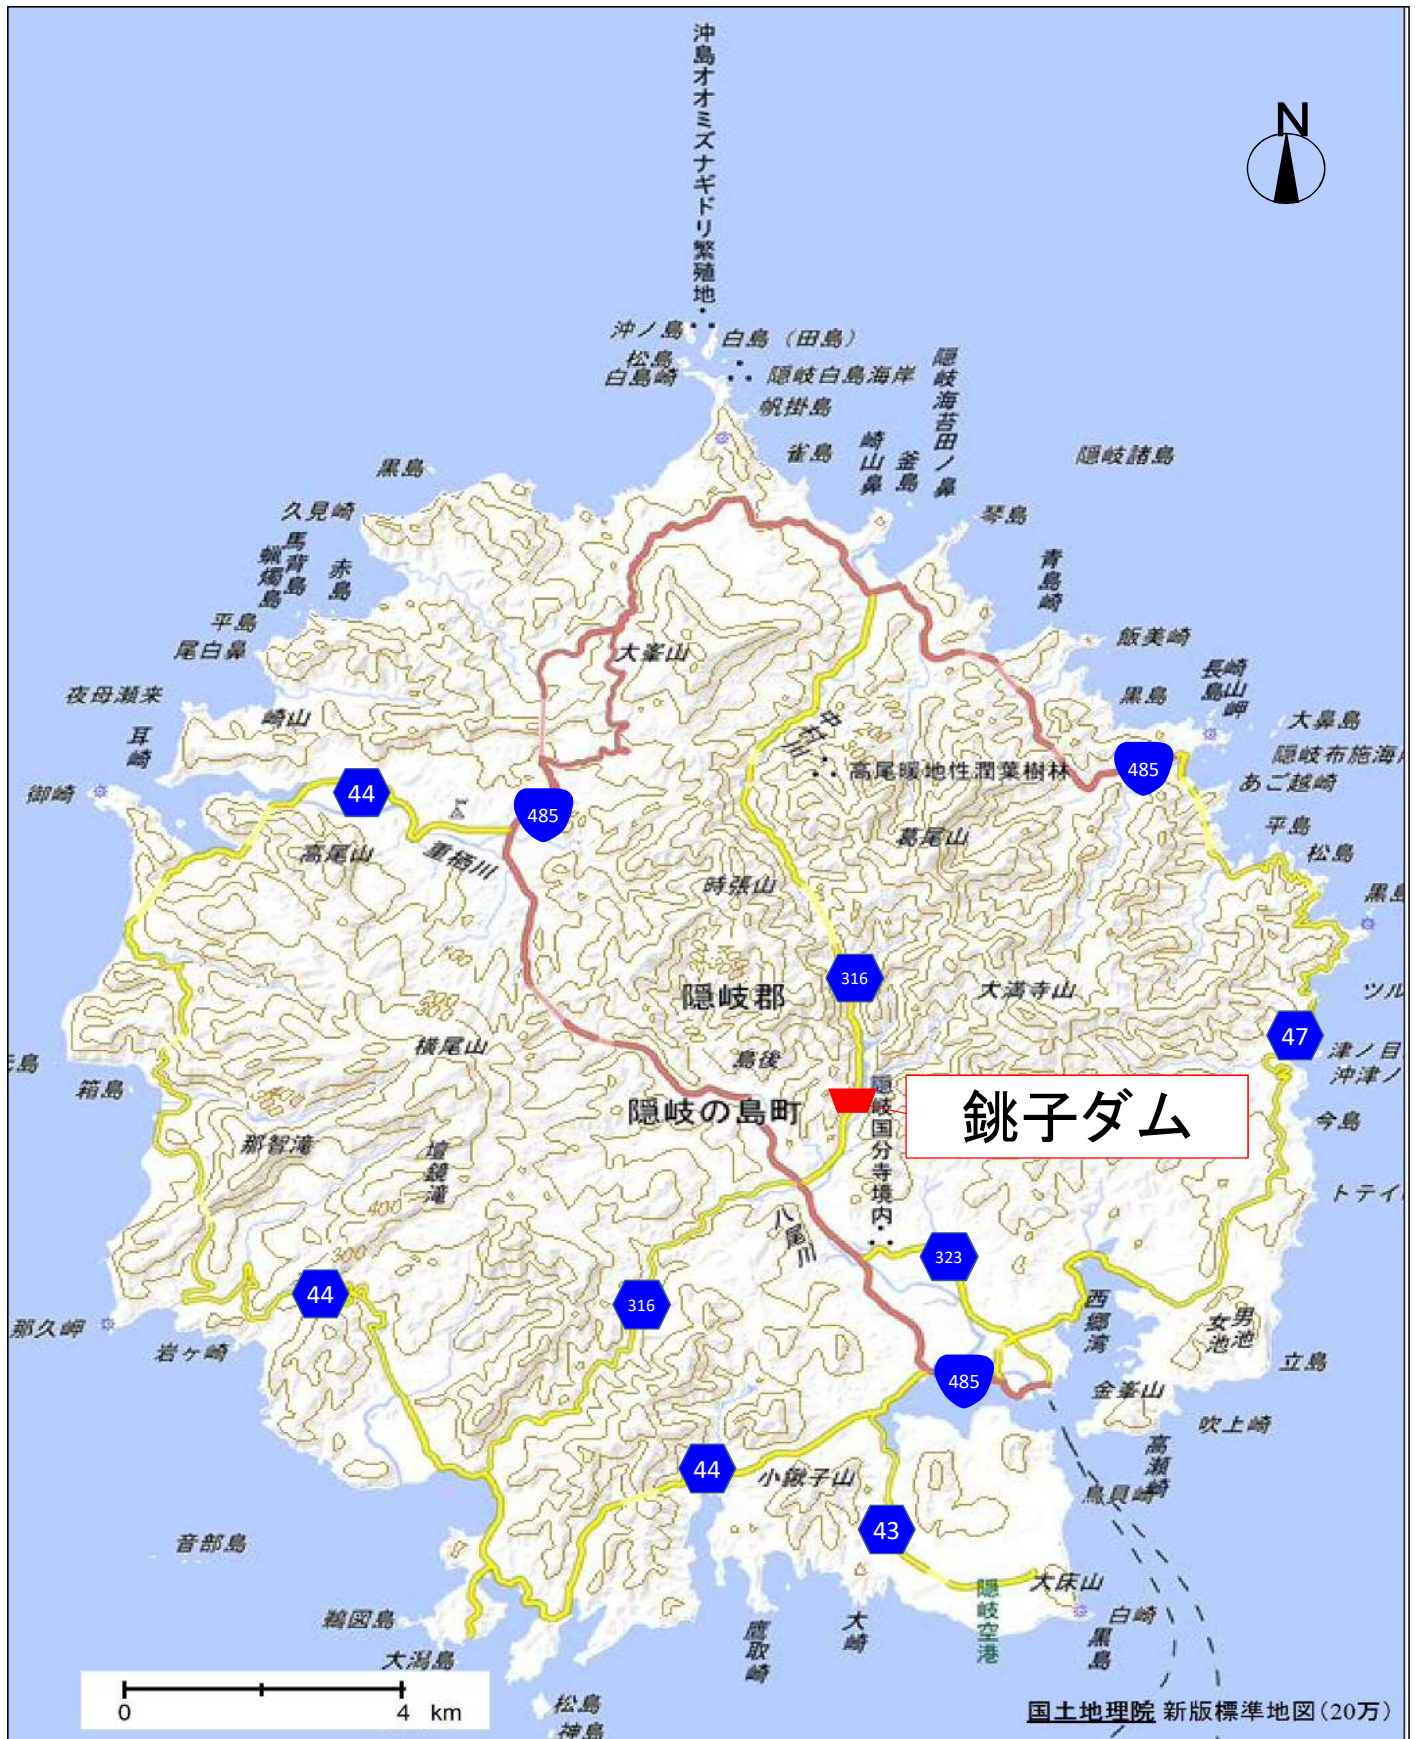 沖島オオミズナギドリ繁殖地
N
沖ノ島
白島（田島）
松島
白島崎
隠岐白島海岸
隠岐海苔田ノ鼻
帆掛島
雀島
崎山鼻
釜島
隠岐諸島
黒島
久見崎
琴島
馬背島
蝋燭島
赤島
青島崎
平島
尾白鼻
飯美崎
大峯山
長島
崎山岬
夜母瀬来
黒島
崎山
大鼻島
耳崎
中村川
隠岐布施海
高尾暖地性濶葉樹林
485
あご越崎
御崎
44
485
平島
葛尾山
松島
高尾山
重栖川
時張山
黒島
316
大満寺山
ツル
隠岐郡
47
津ノ目
横尾山
島後
沖津ノ
箱島
隠岐の島町
隠岐国分寺境内
銚子ダム
今島
那智滝
壇鏡滝
400
トテイ
八尾川
300
323
44
316
西郷湾
男池
女池
那久岬
岩ケ崎
立島
485
金峯山
吹上崎
高瀬崎
44
小鏃子山
鳥貝崎
43
音部島
大床山
隠岐空港
鵜図島
鷹取崎
大崎
白崎
黒島
大潟島
0
4 km
松島
神島
国土地理院 新版標準地図（20万）